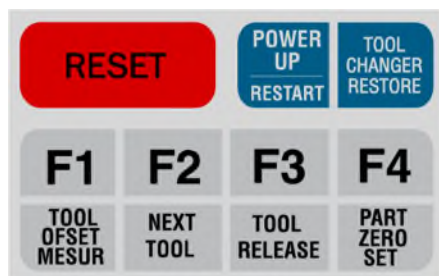 RESET
POWER
UP
RESTART
TOOL
CHANGER
RESTORE
F1 F2 F3 F4
TOOL
OFSET
MESUR
NEXT
TOOL
TOOL
RELEASE
PART
ZERO
SET